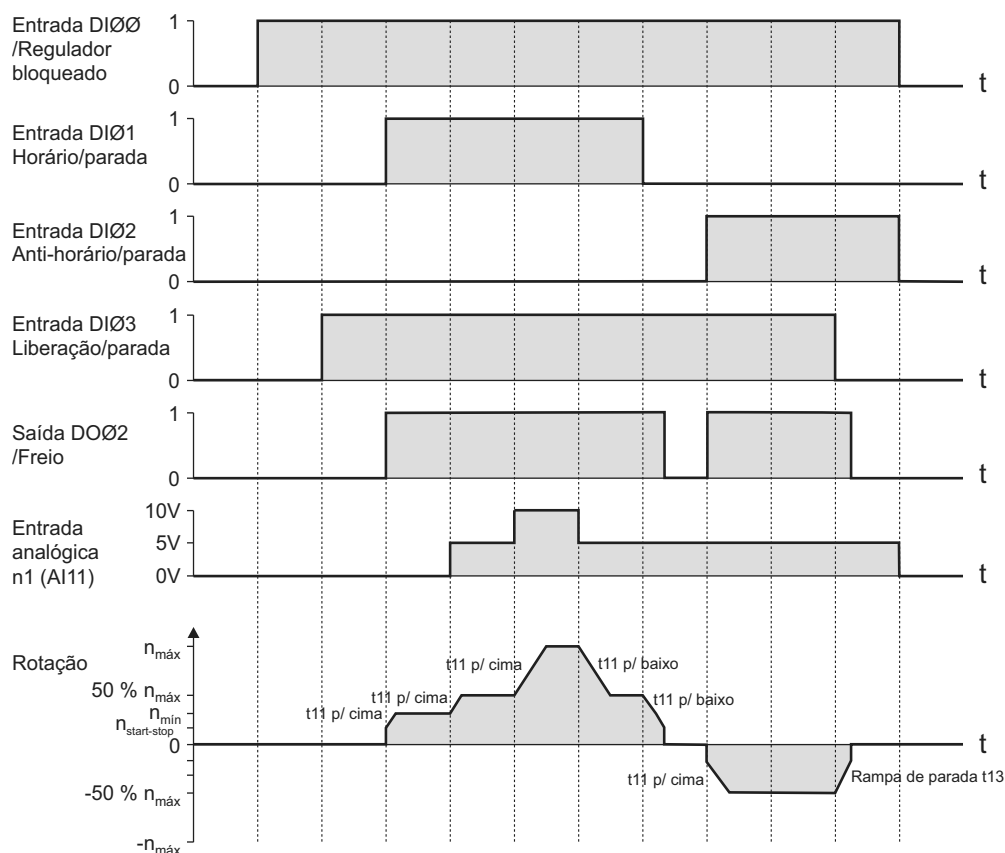 Entrada DIØØ
/Regulador
bloqueado
1
0
t
Entrada DIØ1
Horário/parada
1
0
t
Entrada DIØ2
Anti-horário/parada
1
0
t
Entrada DIØ3
Liberação/parada
1
0
t
Saída DOØ2
/Freio
1
0
t
Entrada
analógica
n1 (AI11)
10V
5V
0V
t
Rotação
nmáx
50 % nmáx
nmín
nstart-stop
0
-50 % nmáx
-nmáx
t11 p/ cima
t11 p/ cima
t11 p/ cima
t11 p/ baixo
t11 p/ baixo
t
t11 p/ cima
Rampa de parada t13